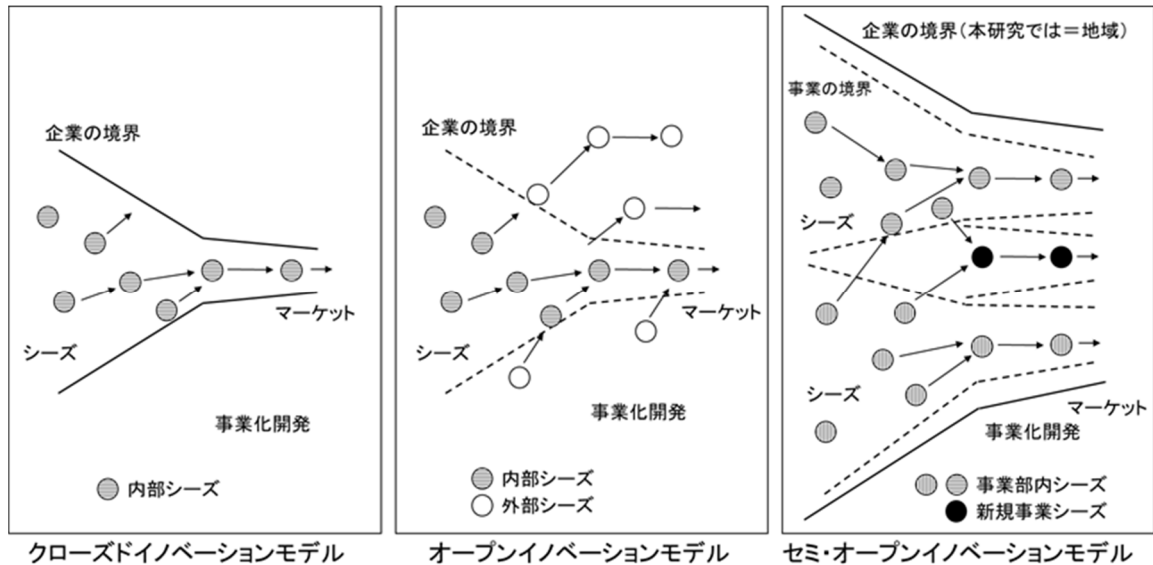 企業の境界
シーズ
マーケット
事業化開発
内部シーズ
クローズドイノベーションモデル
企業の境界
マーケット
事業化開発
内部シーズ
外部シーズ
オープンイノベーションモデル
企業の境界(本研究では=地域)
事業の境界
シーズ
シーズ
マーケット
事業化開発
事業部内シーズ
新規事業シーズ
セミ・オープンイノベーションモデル